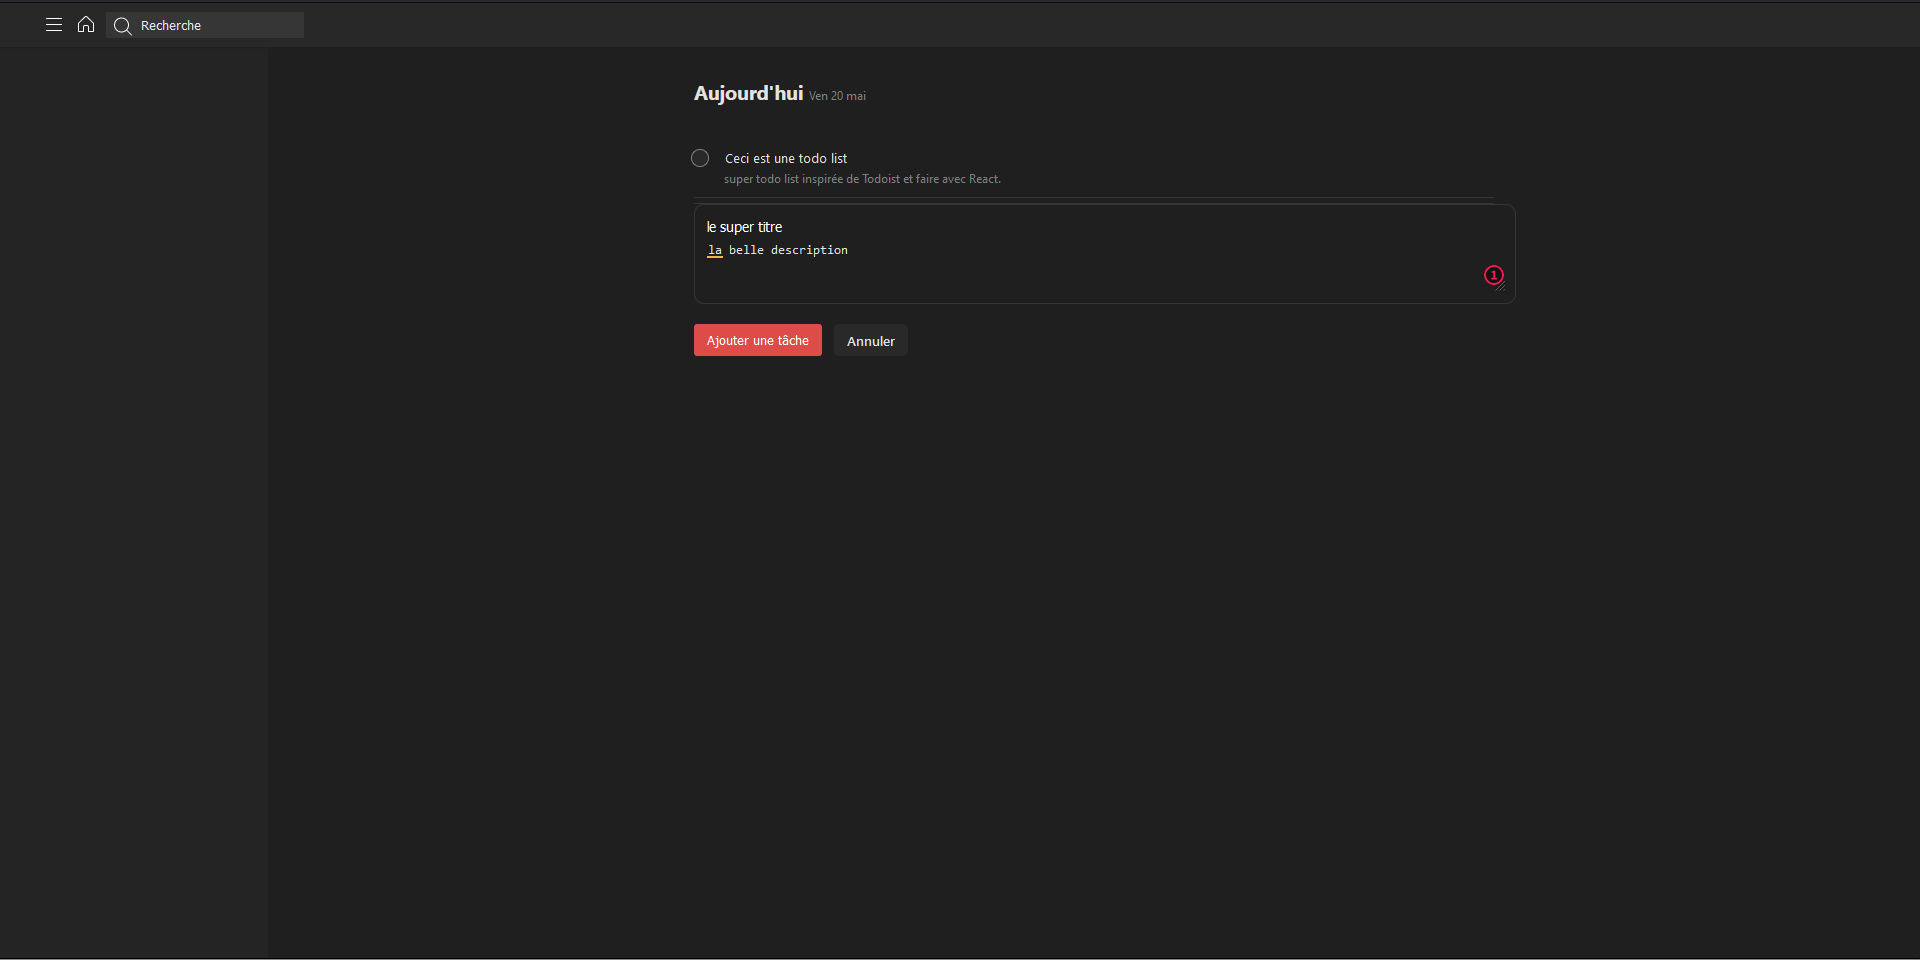 Recherche
Aujourd'hui Ven 20 mai
Ceci est une todo list
super todo list inspirée de Todoist et faire avec React.
le super titre
la belle description
1
Ajouter une tâche
Annuler